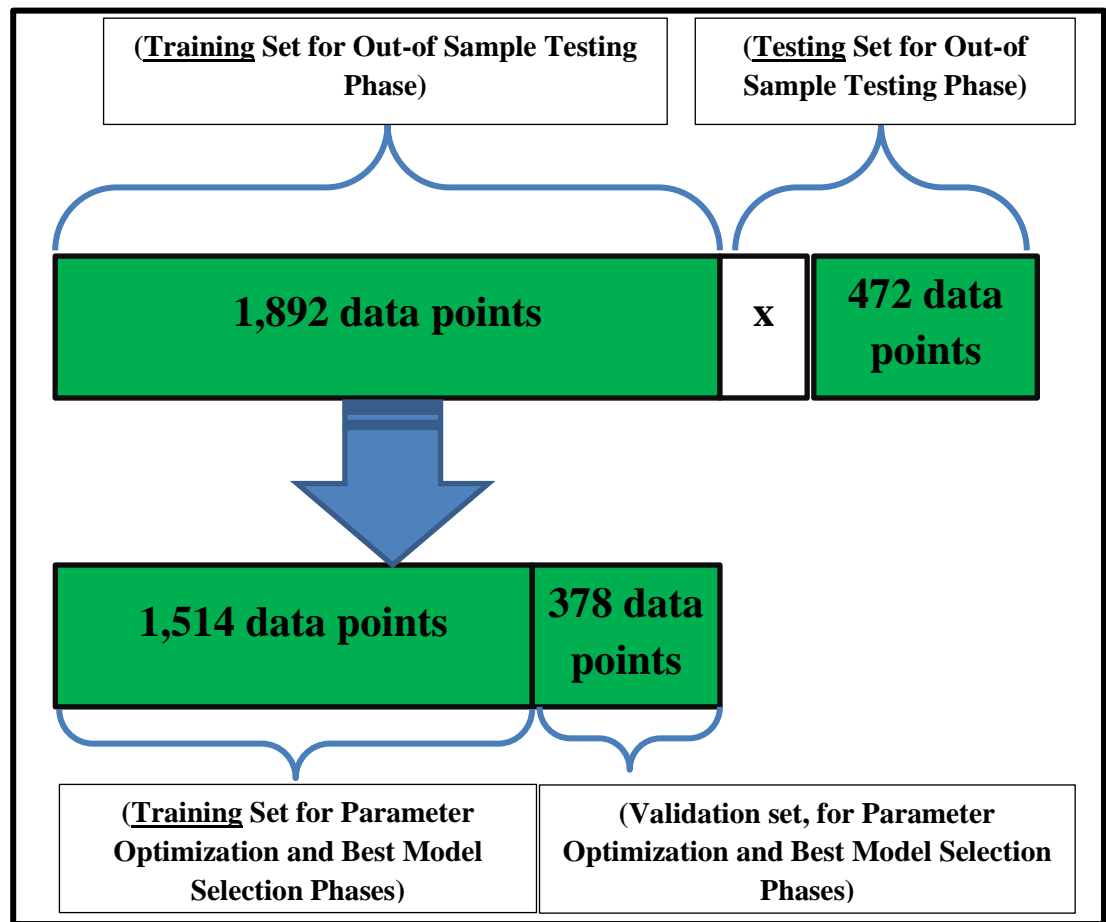 (Training Set for Out-of Sample Testing
Phase)
(Testing Set for Out-of
Sample Testing Phase)
1,892 data points
x
472 data
points
1,514 data points
378 data
points
(Training Set for Parameter
Optimization and Best Model
Selection Phases)
(Validation set, for Parameter
Optimization and Best Model Selection
Phases)